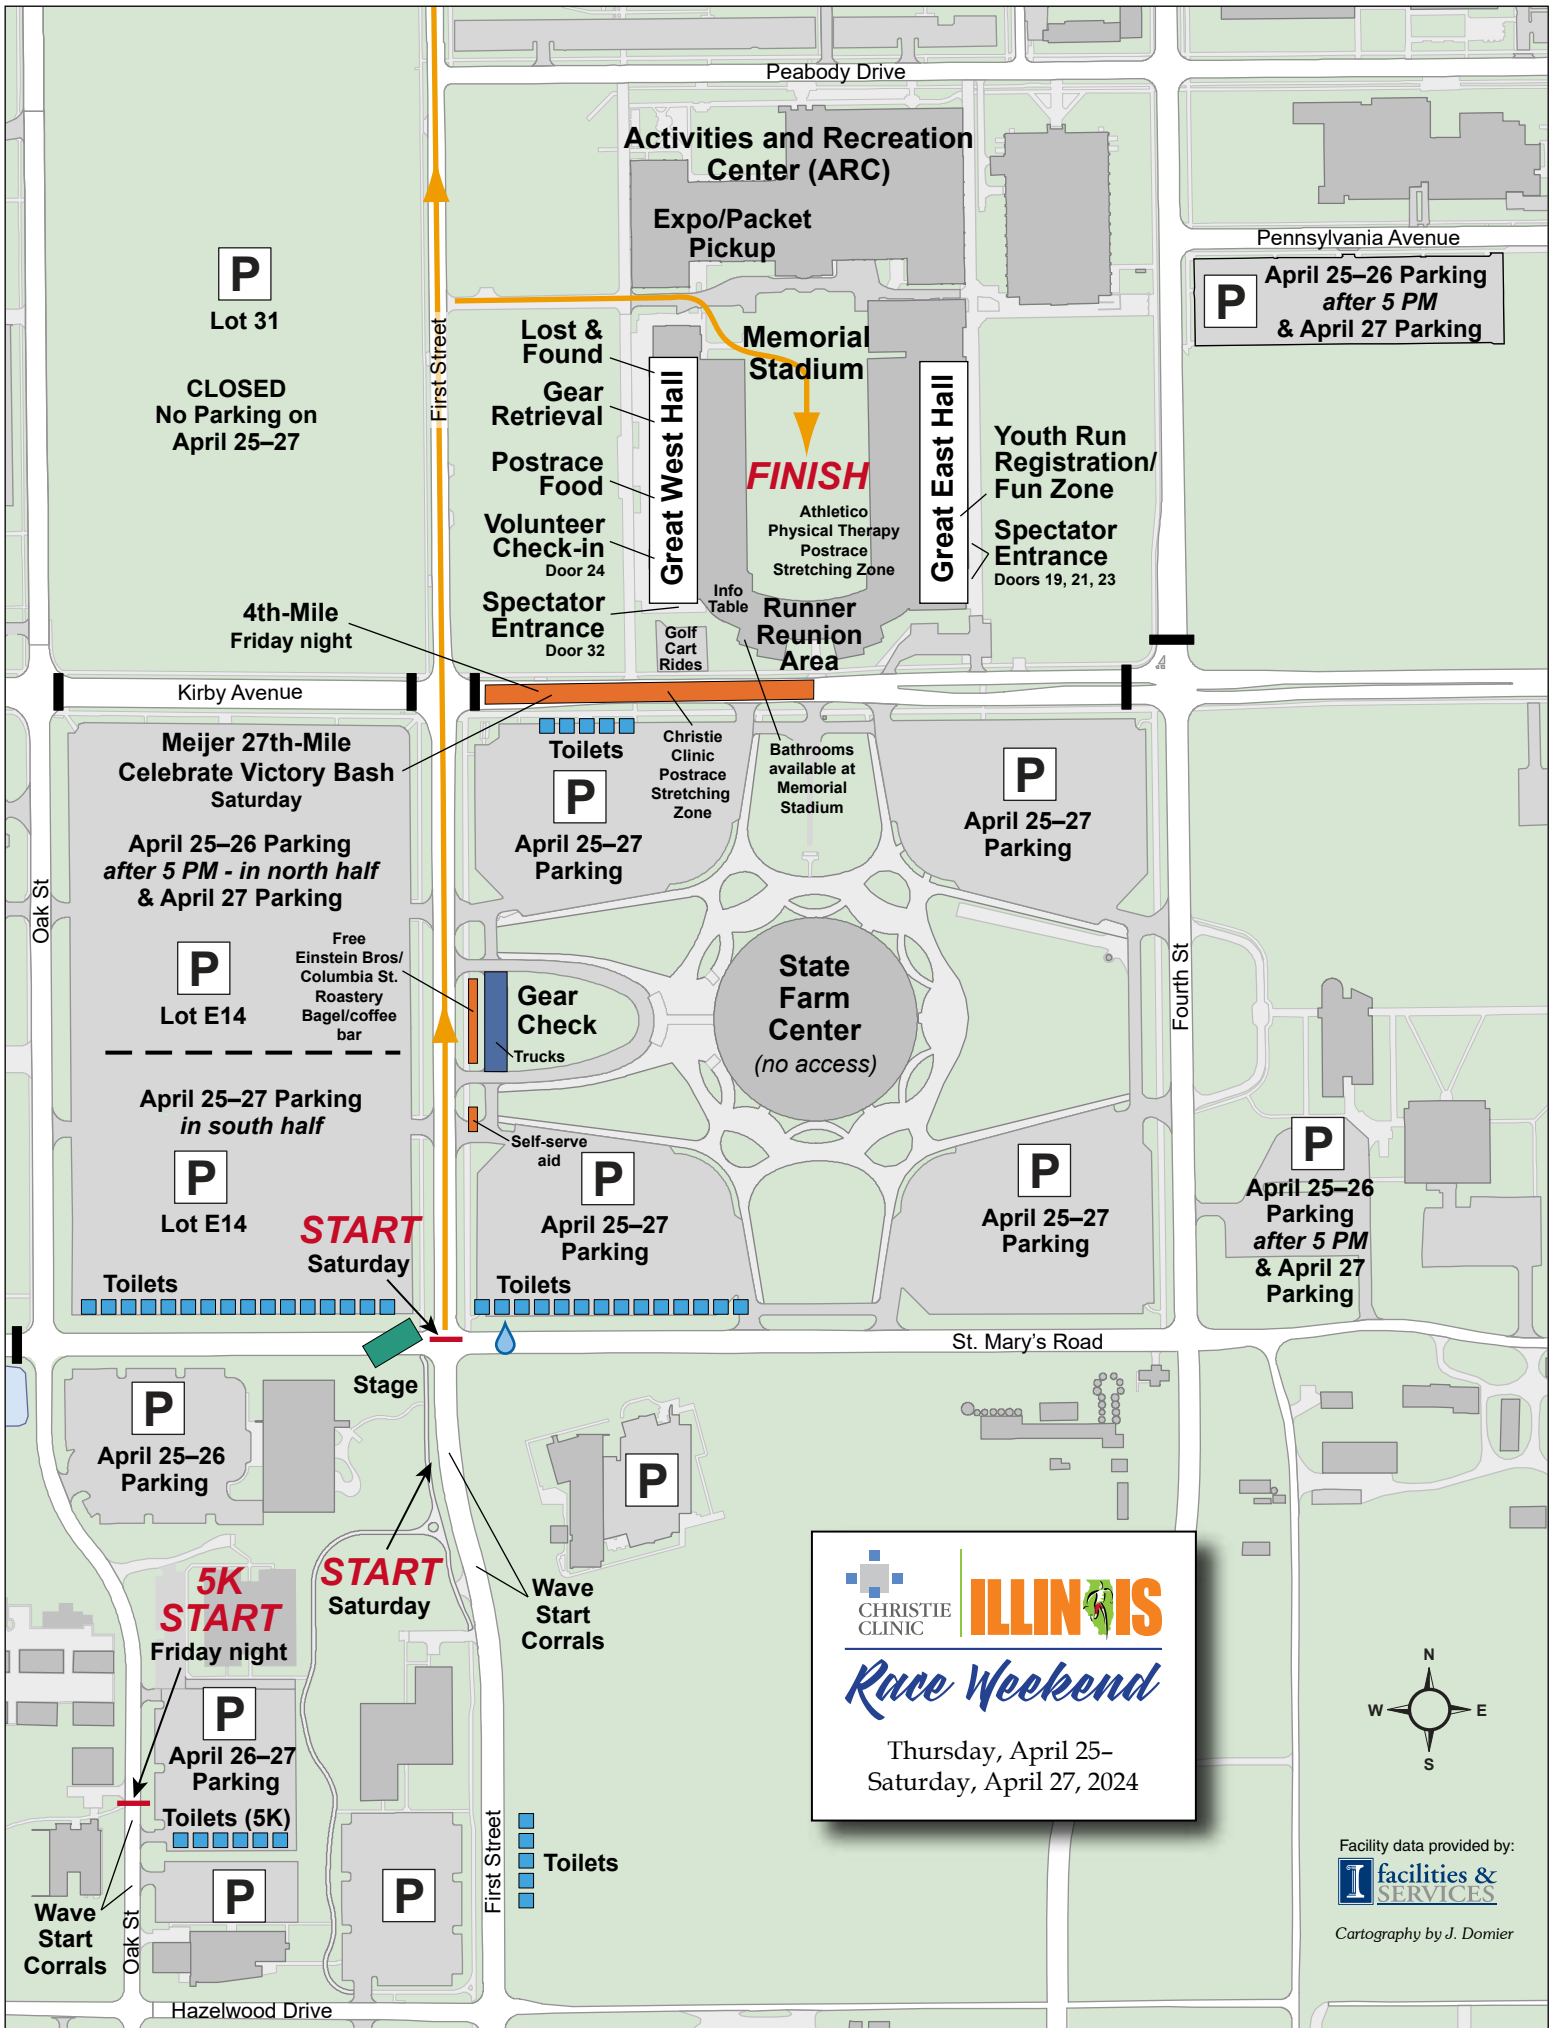 Peabody Drive
Activities and Recreation
Center (ARC)
Expo/Packet
Pickup
Pennsylvania Avenue
P
April 25–26 Parking
after 5 PM
& April 27 Parking
P
Lot 31
CLOSED
No Parking on
April 25–27
First Street
Lost &
Found
Gear
Retrieval
Postrace
Food
Volunteer
Check-in
Door 24
Spectator
Entrance
Door 32
Great West Hall
Memorial
Stadium
FINISH
Athletico
Physical Therapy
Postrace
Stretching Zone
Great East Hall
Youth Run
Registration/
Fun Zone
Spectator
Entrance
Doors 19, 21, 23
Info
Table
Runner
Reunion
Area
Golf
Cart
Rides
4th-Mile
Friday night
Kirby Avenue
Meijer 27th-Mile
Celebrate Victory Bash
Saturday
Toilets
P
April 25–27
Parking
Christie
Clinic
Postrace
Stretching
Zone
Bathrooms
available at
Memorial
Stadium
P
April 25–27
Parking
April 25–26 Parking
after 5 PM - in north half
& April 27 Parking
Oak St
P
Lot E14
Free
Einstein Bros/
Columbia St.
Roastery
Bagel/coffee
bar
Gear
Check
Trucks
State
Farm
Center
(no access)
Fourth St
April 25–27 Parking
in south half
P
Lot E14
Self-serve
aid
P
April 25–27
Parking
P
April 25–27
Parking
P
April 25–26
Parking
after 5 PM
& April 27
Parking
START
Saturday
Toilets
Toilets
St. Mary's Road
Stage
P
April 25–26
Parking
P
START
Saturday
Wave
Start
Corrals
5K
START
Friday night
P
April 26–27
Parking
Toilets (5K)
P
P
Wave
Start
Corrals
Oak St
First Street
Toilets
Hazelwood Drive
CHRISTIE
CLINIC
ILLINOIS
Race Weekend
Thursday, April 25–
Saturday, April 27, 2024
N
W
E
S
Facility data provided by:
I
facilities &
SERVICES
Cartography by J. Domier